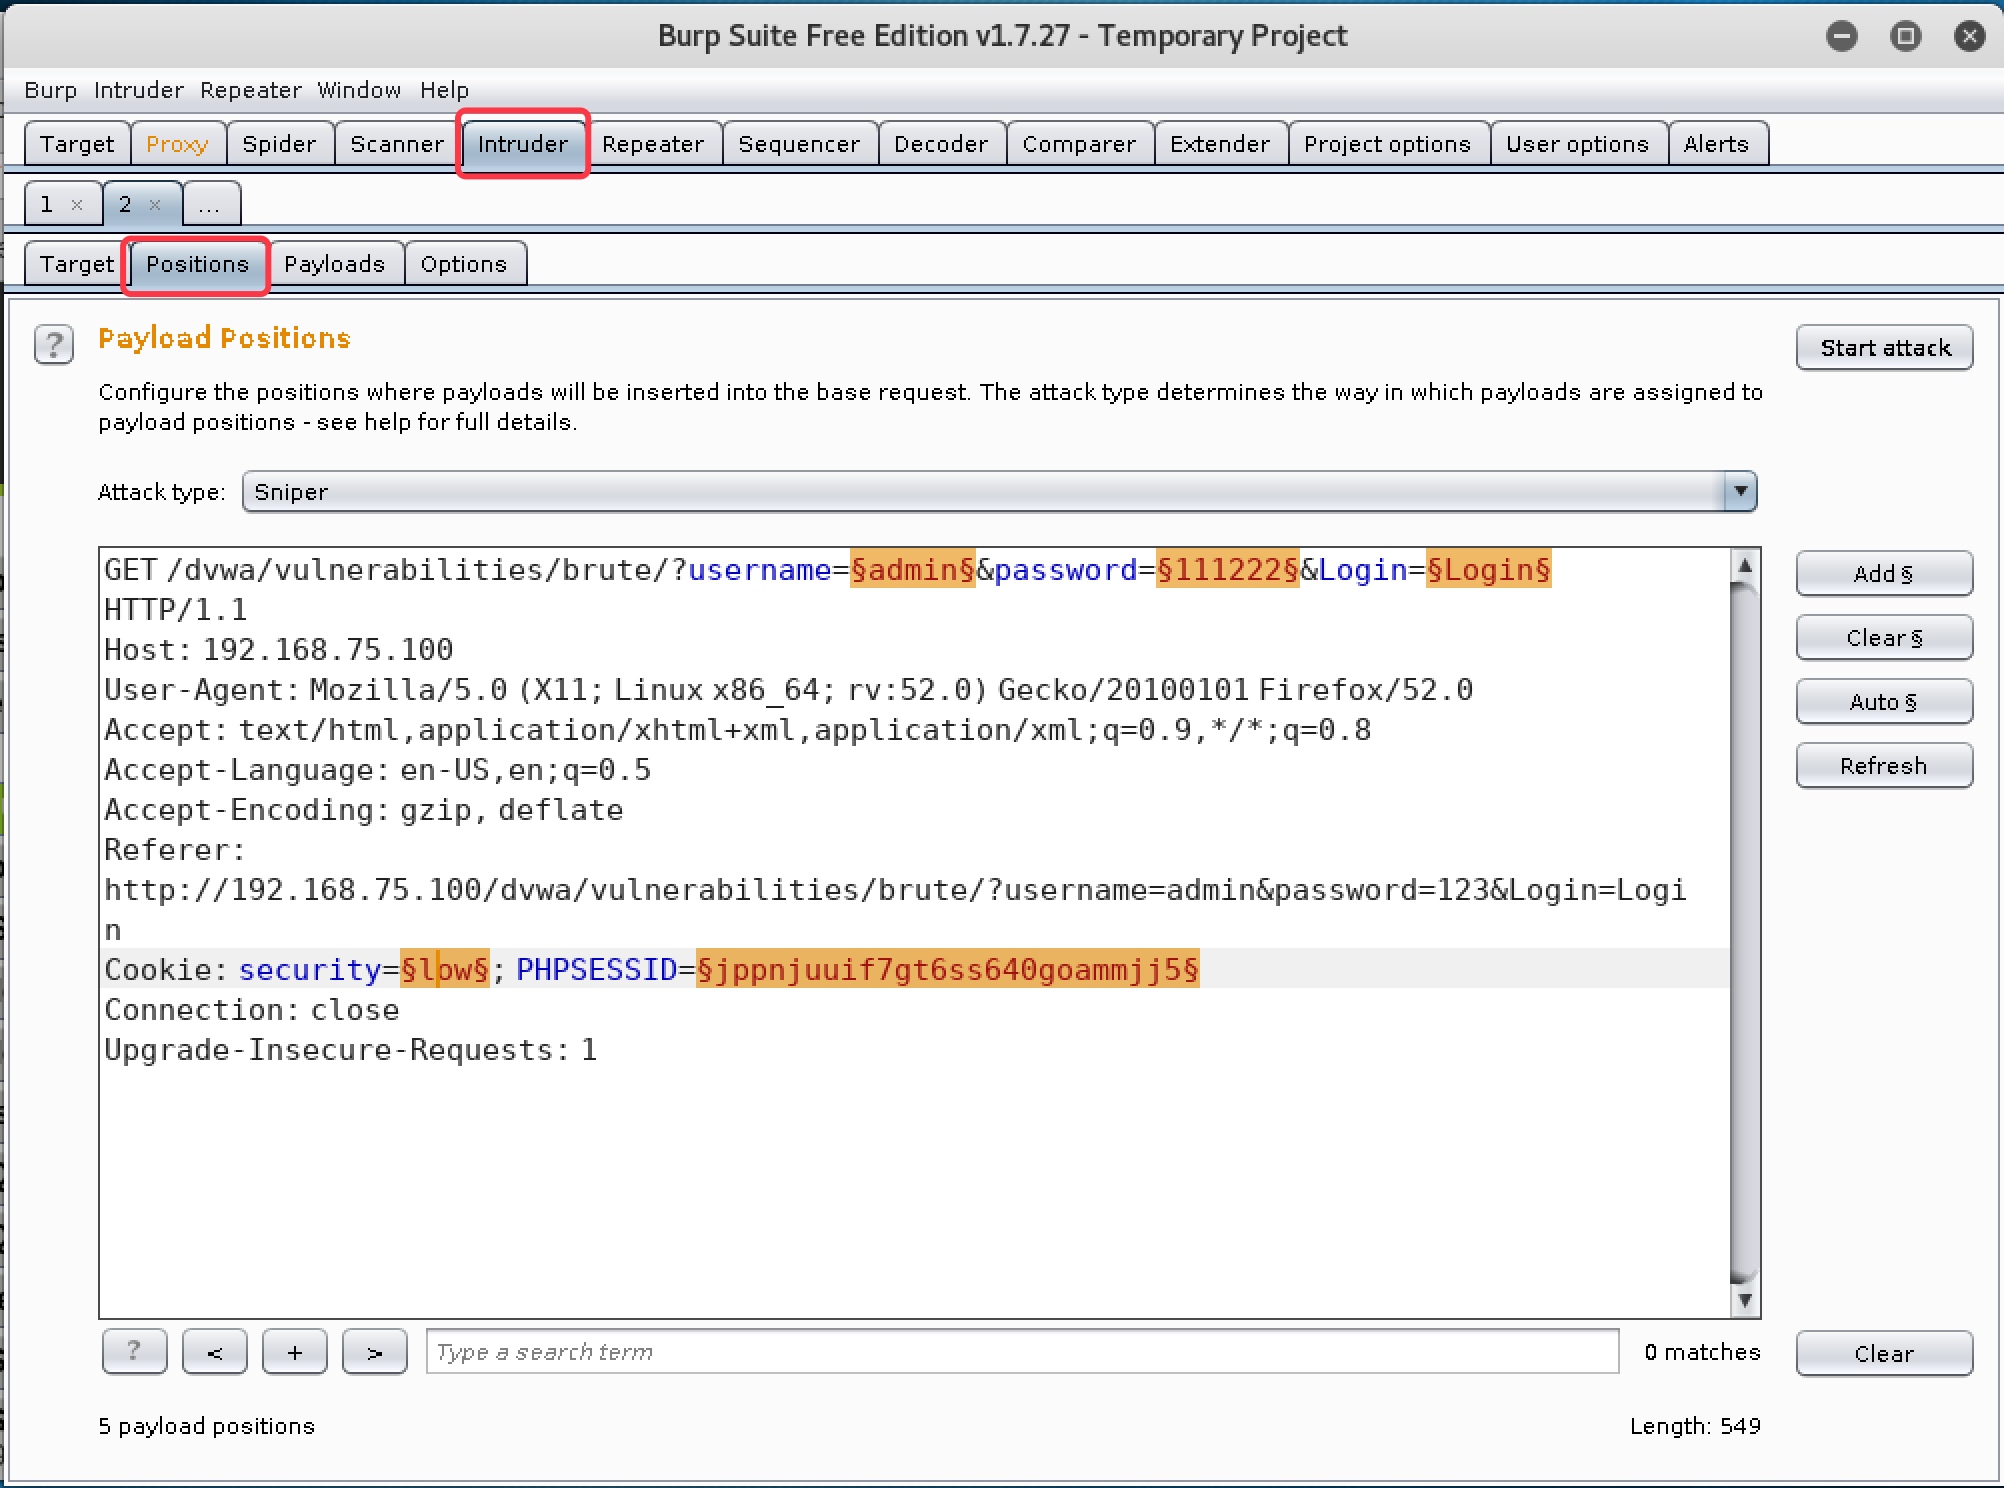 Burp Suite Free Edition v1.7.27 - Temporary Project
Burp Intruder Repeater Window Help
Target Proxy Spider Scanner Intruder Repeater Sequencer Decoder Comparer Extender Project options User options Alerts
1 × 2 × ...
Target Positions Payloads Options
? Payload Positions
Start attack
Configure the positions where payloads will be inserted into the base request. The attack type determines the way in which payloads are assigned to
payload positions - see help for full details.
Attack type: Sniper
GET /dvwa/vulnerabilities/brute/?username=§admin§&password=§111222§&Login=§Login§
HTTP/1.1
Host: 192.168.75.100
User-Agent: Mozilla/5.0 (X11; Linux x86_64; rv:52.0) Gecko/20100101 Firefox/52.0
Accept: text/html,application/xhtml+xml,application/xml;q=0.9,*/*;q=0.8
Accept-Language: en-US,en;q=0.5
Accept-Encoding: gzip, deflate
Referer:
http://192.168.75.100/dvwa/vulnerabilities/brute/?username=admin&password=123&Login=Logi
n
Cookie: security=§low§; PHPSESSID=§jppnjuuif7gt6ss640goammjj5§
Connection: close
Upgrade-Insecure-Requests: 1
Add §
Clear §
Auto §
Refresh
? < + > Type a search term 0 matches Clear
5 payload positions Length: 549